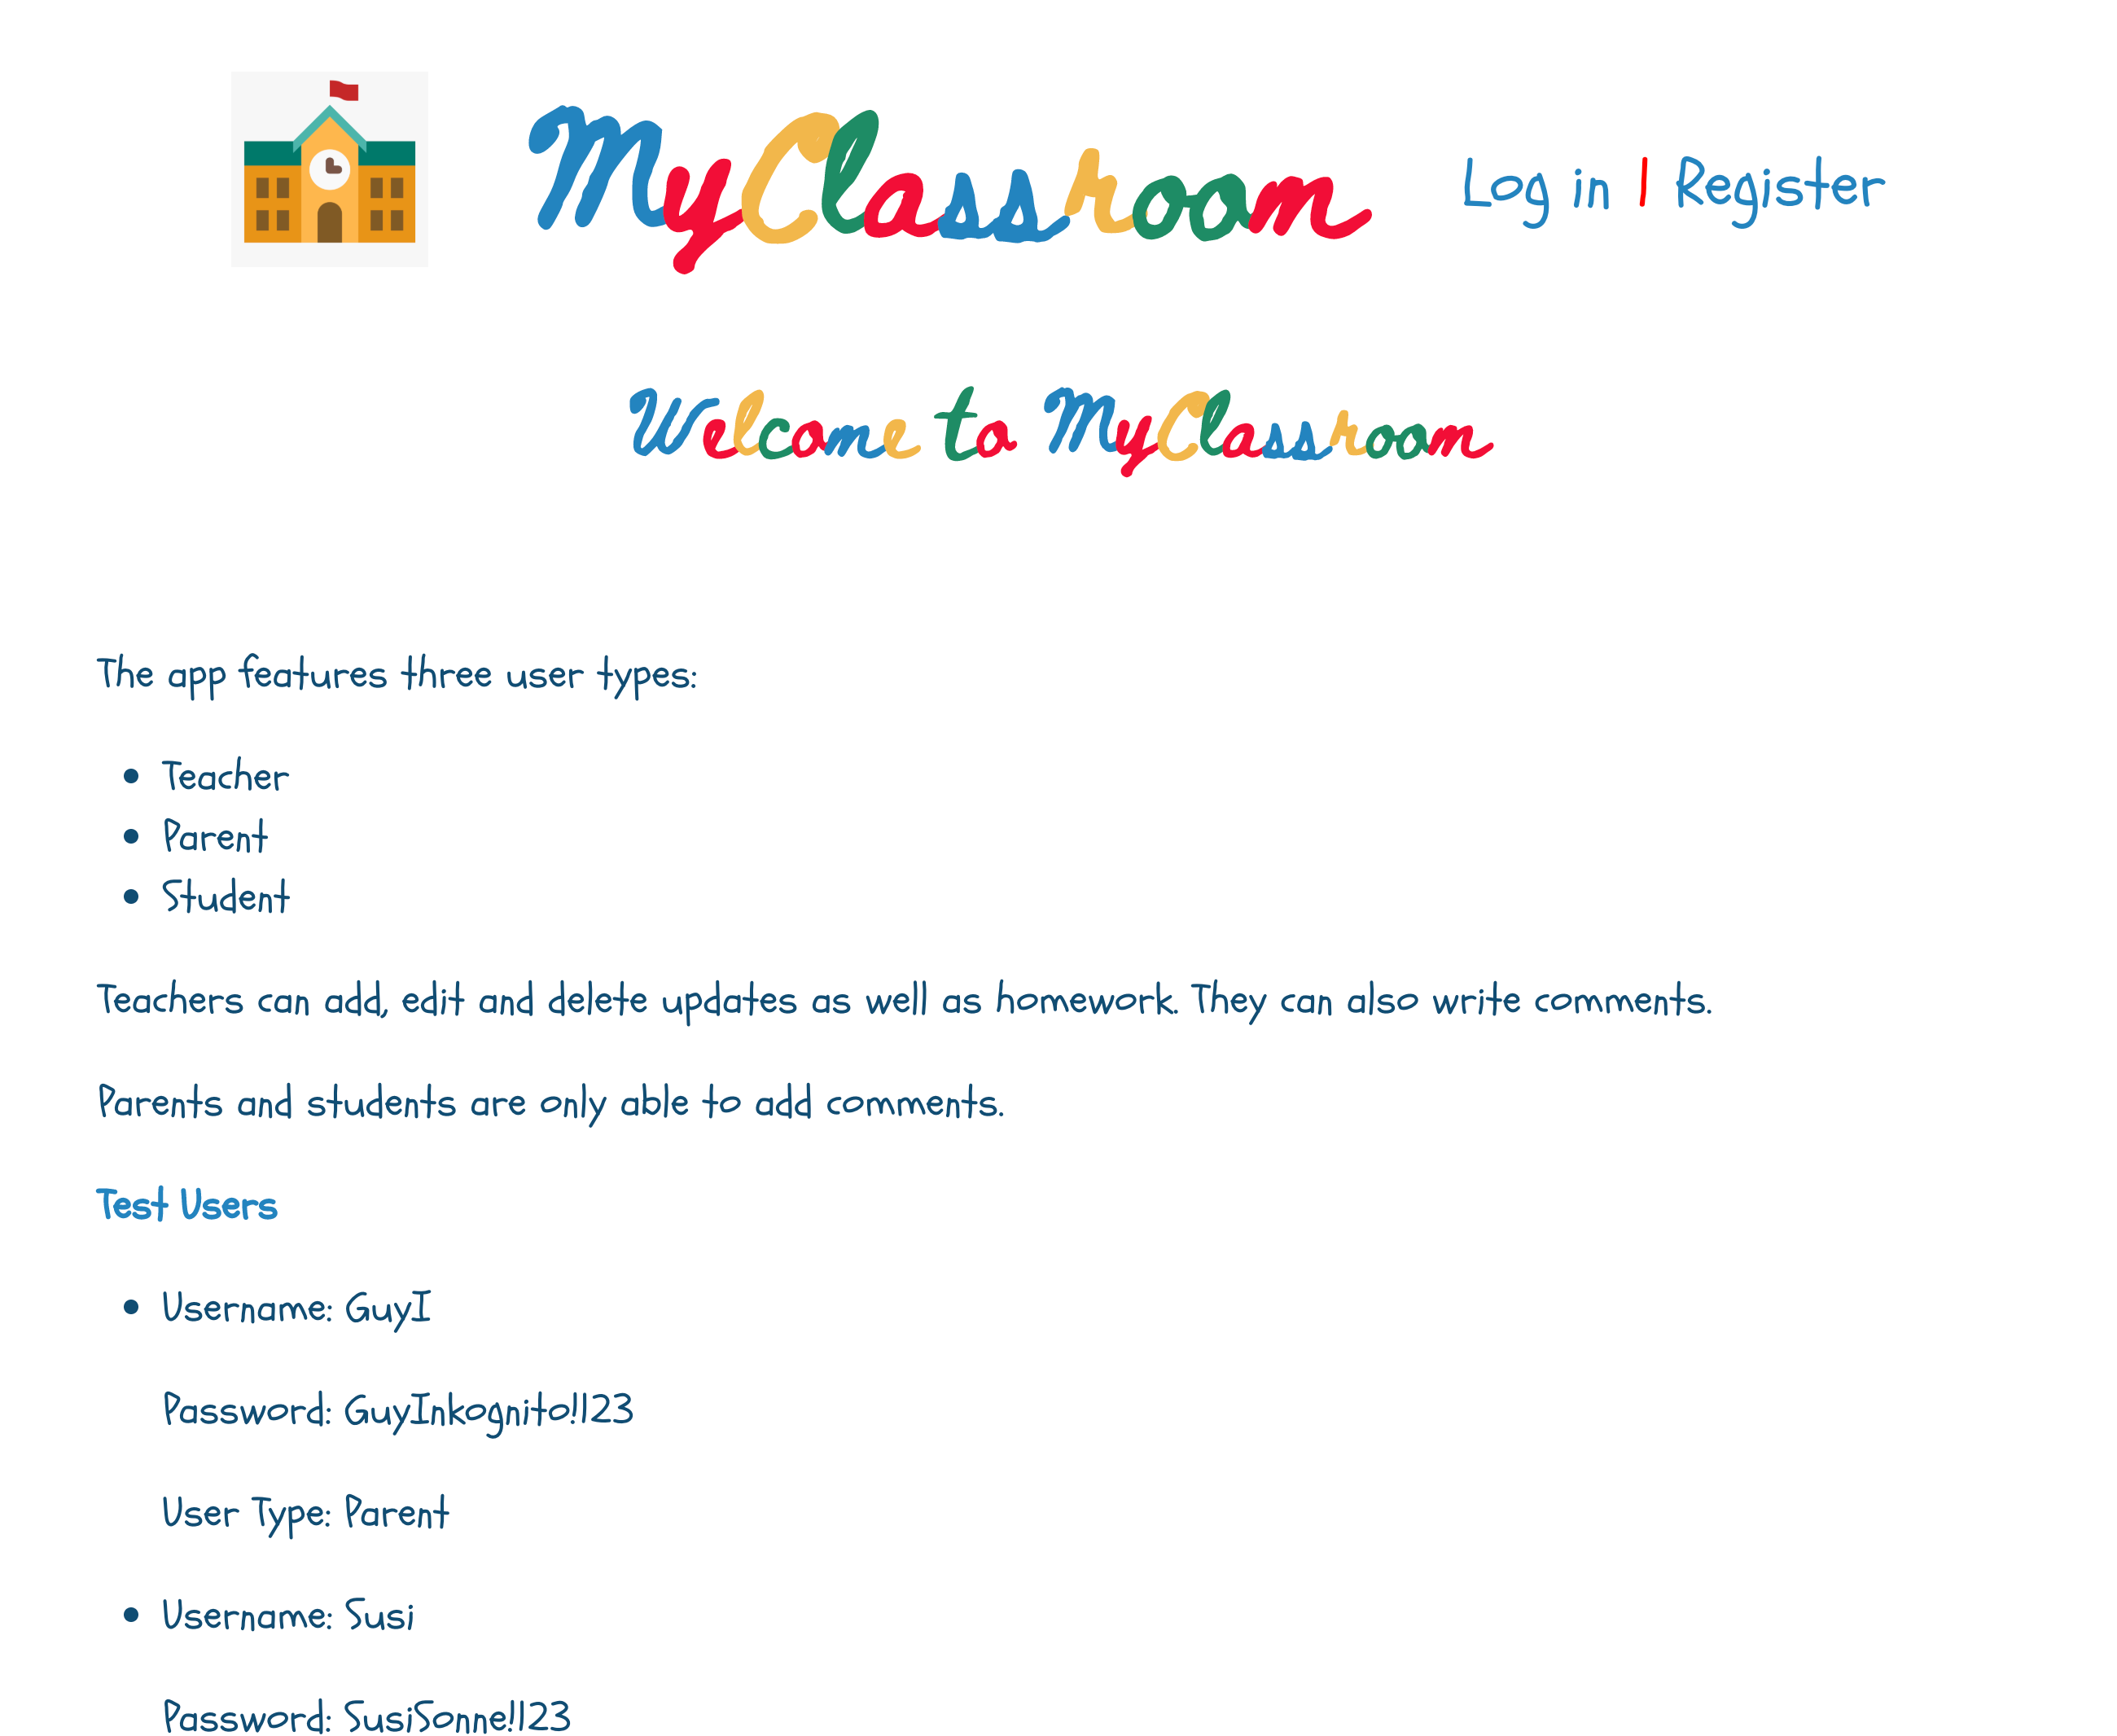 MyClassroom
Log in | Register
Welcome to MyClassroom
The app features three user types:
Teacher
Parent
Student
Teachers can add, edit and delete updates as well as homework. They can also write comments.
Parents and students are only able to add comments.
Test Users
Username: GuyI
Password: GuyInkognito!123
User Type: Parent
Username: Susi
Password: SusiSonne!123